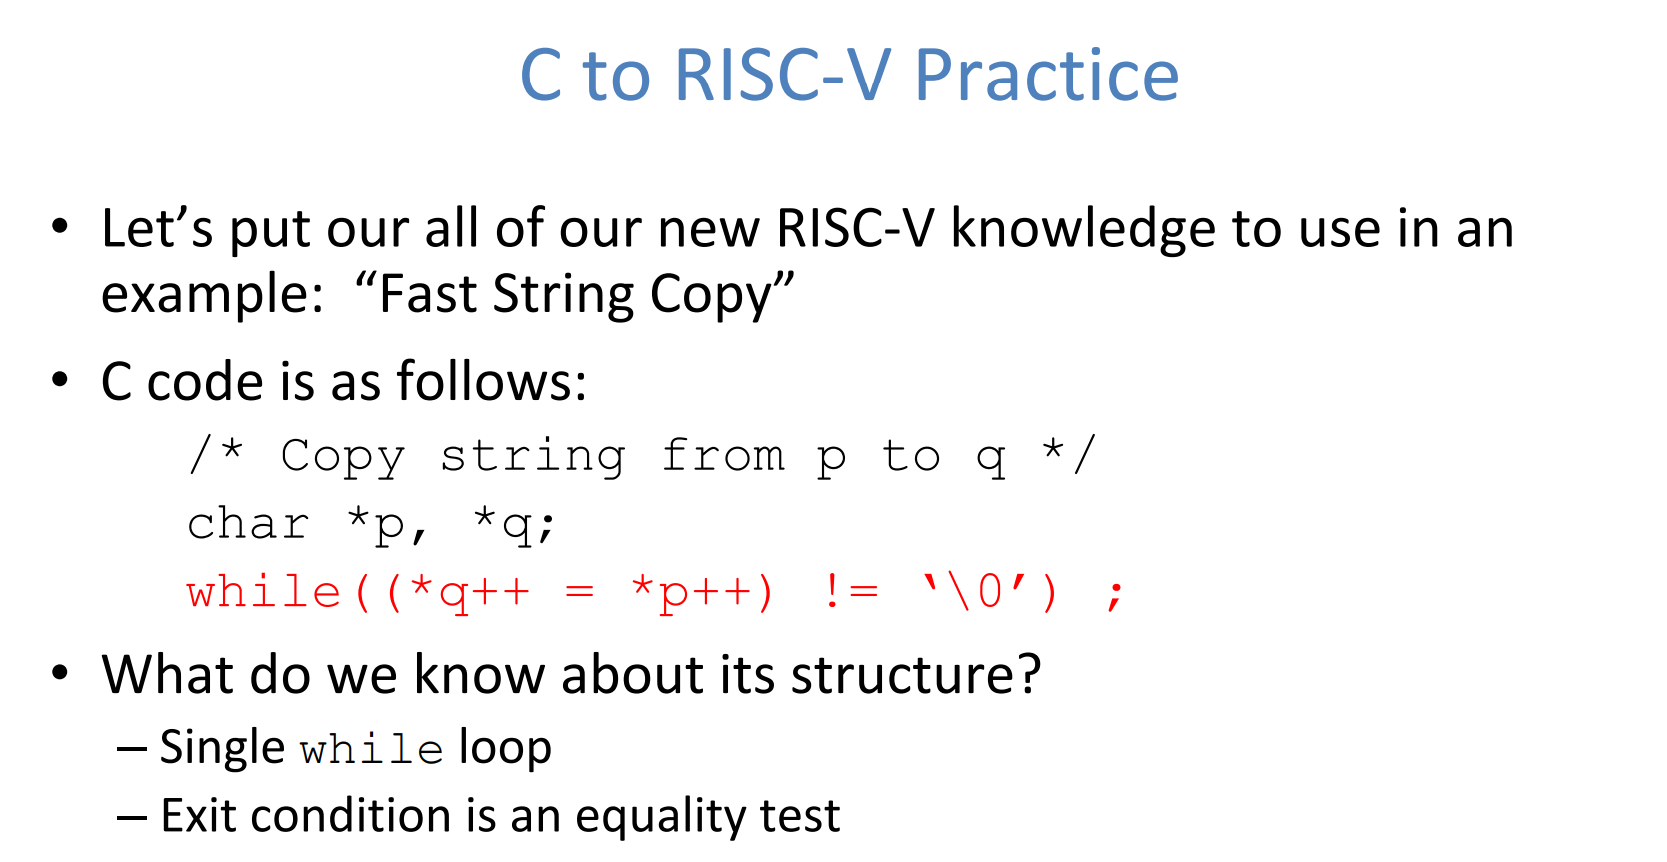 C to RISC-V Practice
• Let’s put our all of our new RISC-V knowledge to use in an
example:  “Fast String Copy”
• C code is as follows:
/* Copy string from p to q */
char *p, *q;
while((*q++ = *p++) != ‘\0’) ;
• What do we know about its structure?
– Single while loop
– Exit condition is an equality test